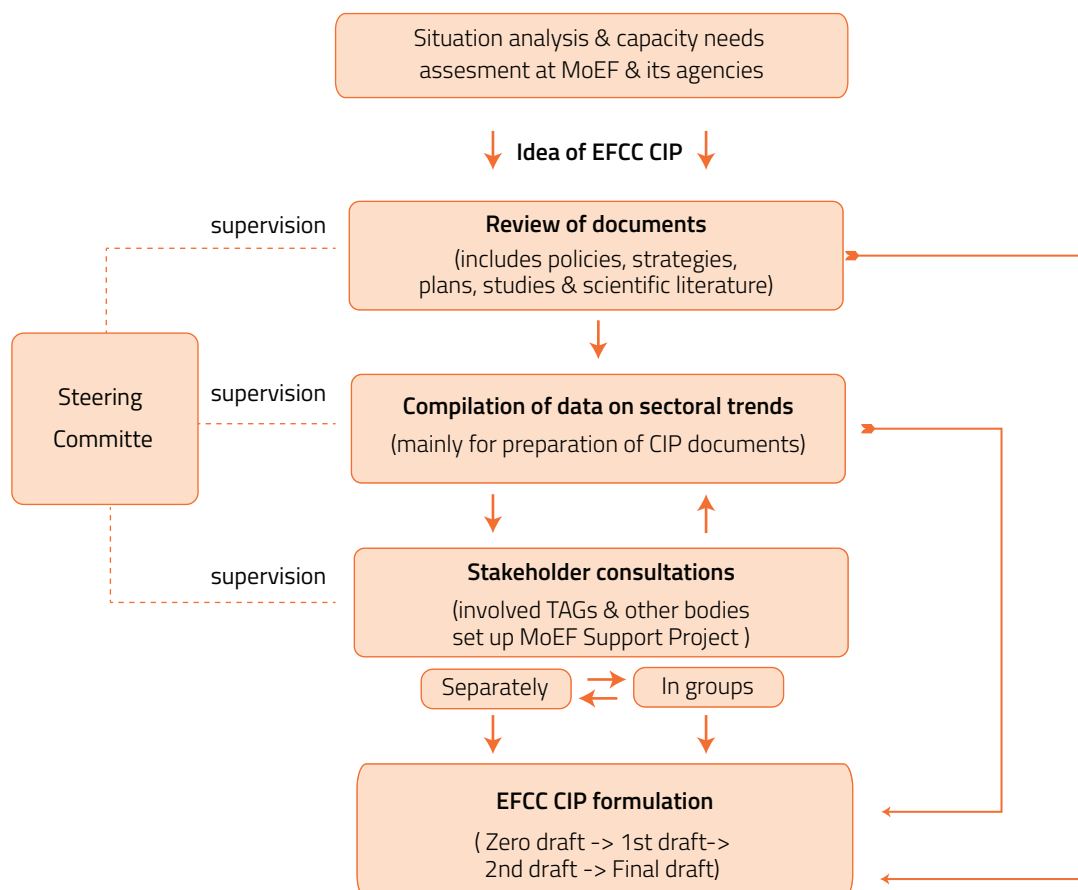 Situation analysis & capacity needs
assesment at MoEF & its agencies
Idea of EFCC CIP
supervision
Review of documents
(includes policies, strategies,
plans, studies & scientific literature)
Steering
Committe
supervision
Compilation of data on sectoral trends
(mainly for preparation of CIP documents)
supervision
Stakeholder consultations
(involved TAGs & other bodies
set up MoEF Support Project )
Separately
In groups
EFCC CIP formulation
( Zero draft -> 1st draft->
2nd draft -> Final draft)